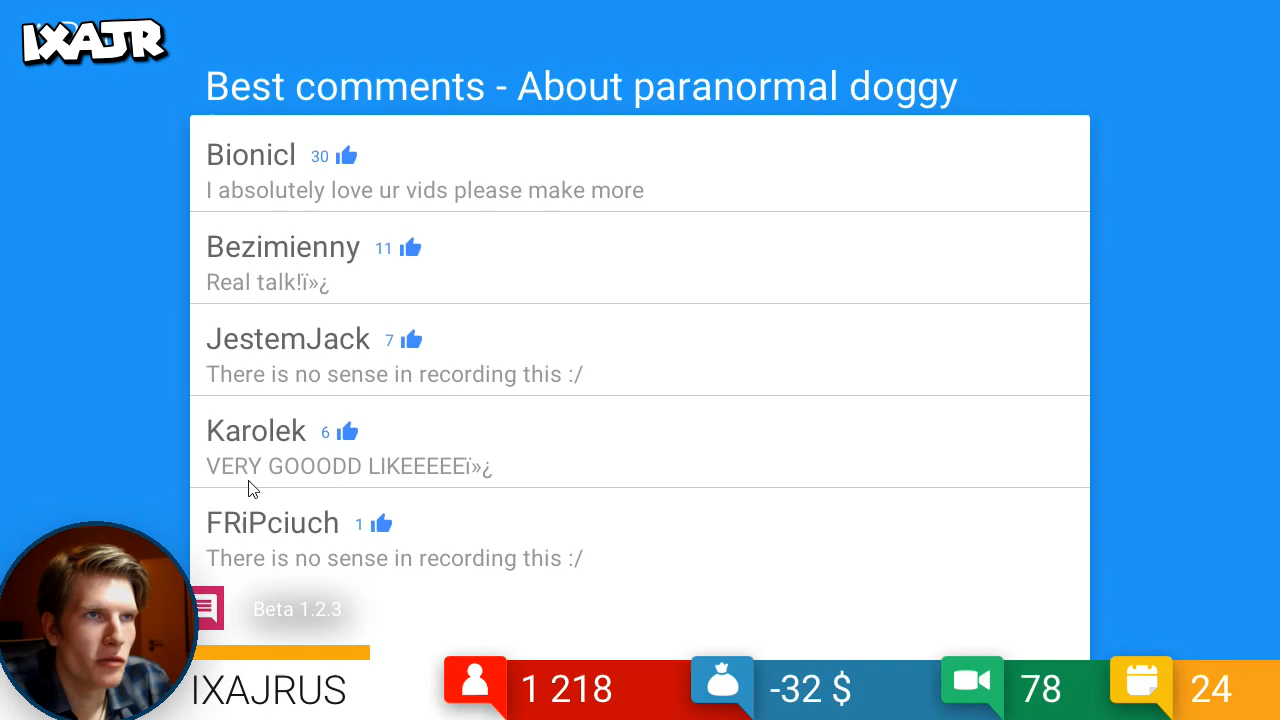 IXAJR
Best comments - About paranormal doggy
Bionicl 30
I absolutely love ur vids please make more
Bezimienny 11
Real talk!ï»¿
JestemJack 7
There is no sense in recording this :/
Karolek 6
VERY GOOODD LIKEEEEEï»¿
FRiPciuch 1
There is no sense in recording this :/
Beta 1.2.3
IXAJRUS 1 218 -32 $ 78 24